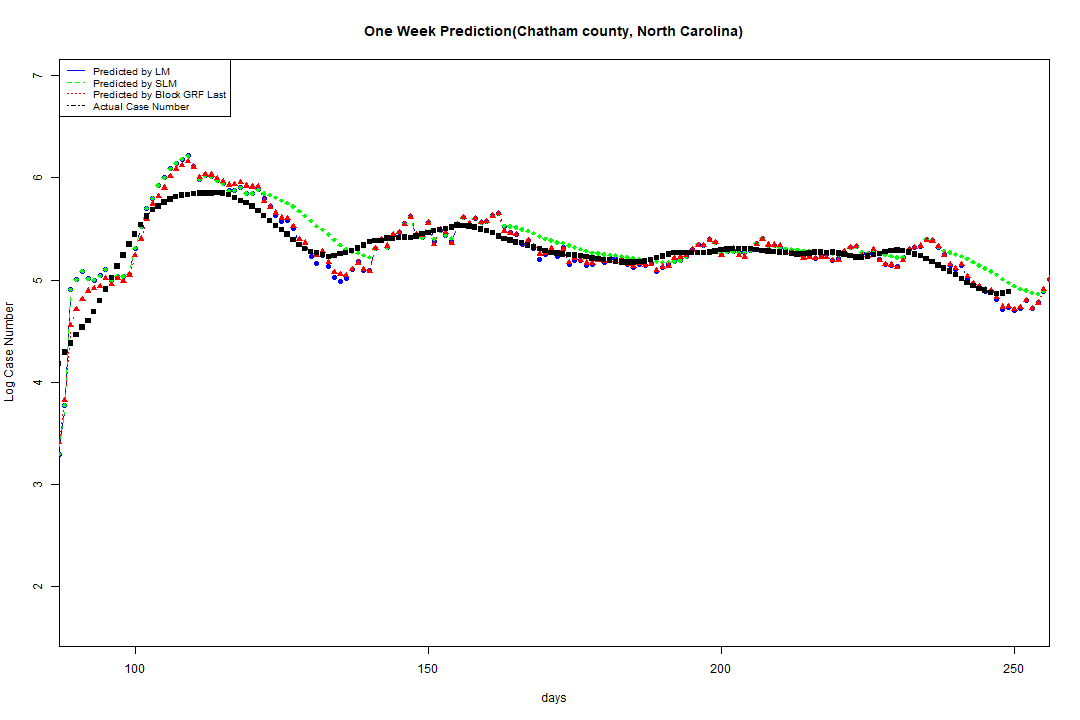 One Week Prediction(Chatham county, North Carolina)
Predicted by LM
Predicted by SLM
Predicted by Block GRF Last
Actual Case Number
7
6
5
4
3
2
Log Case Number
100 150 200 250
days